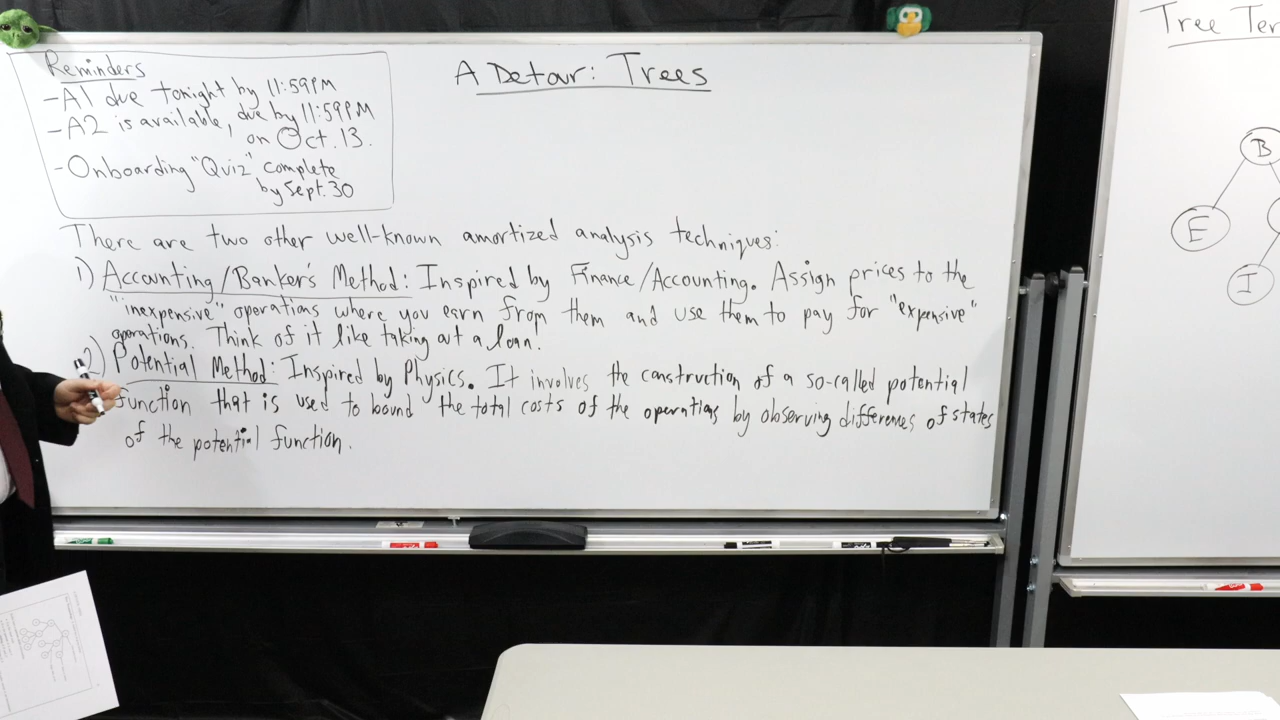 Reminders
-A1 due tonight by 11:59PM
-A2 is available, due by 11:59PM
on Oct. 13.
-Onboarding "Quiz" complete
by Sept. 30
A Detour: Trees
There are two other well-known amortized analysis techniques:
1) Accounting/Banker's Method: Inspired by Finance/Accounting. Assign prices to the
"inexpensive" operations where you earn from them and use them to pay for "expensive"
operations. Think of it like taking out a loan.
2) Potential Method: Inspired by Physics. It involves the construction of a so-called potential
function that is used to bound the total costs of the operations by observing differences of states
of the potential function.
Tree Ter
B
E
I